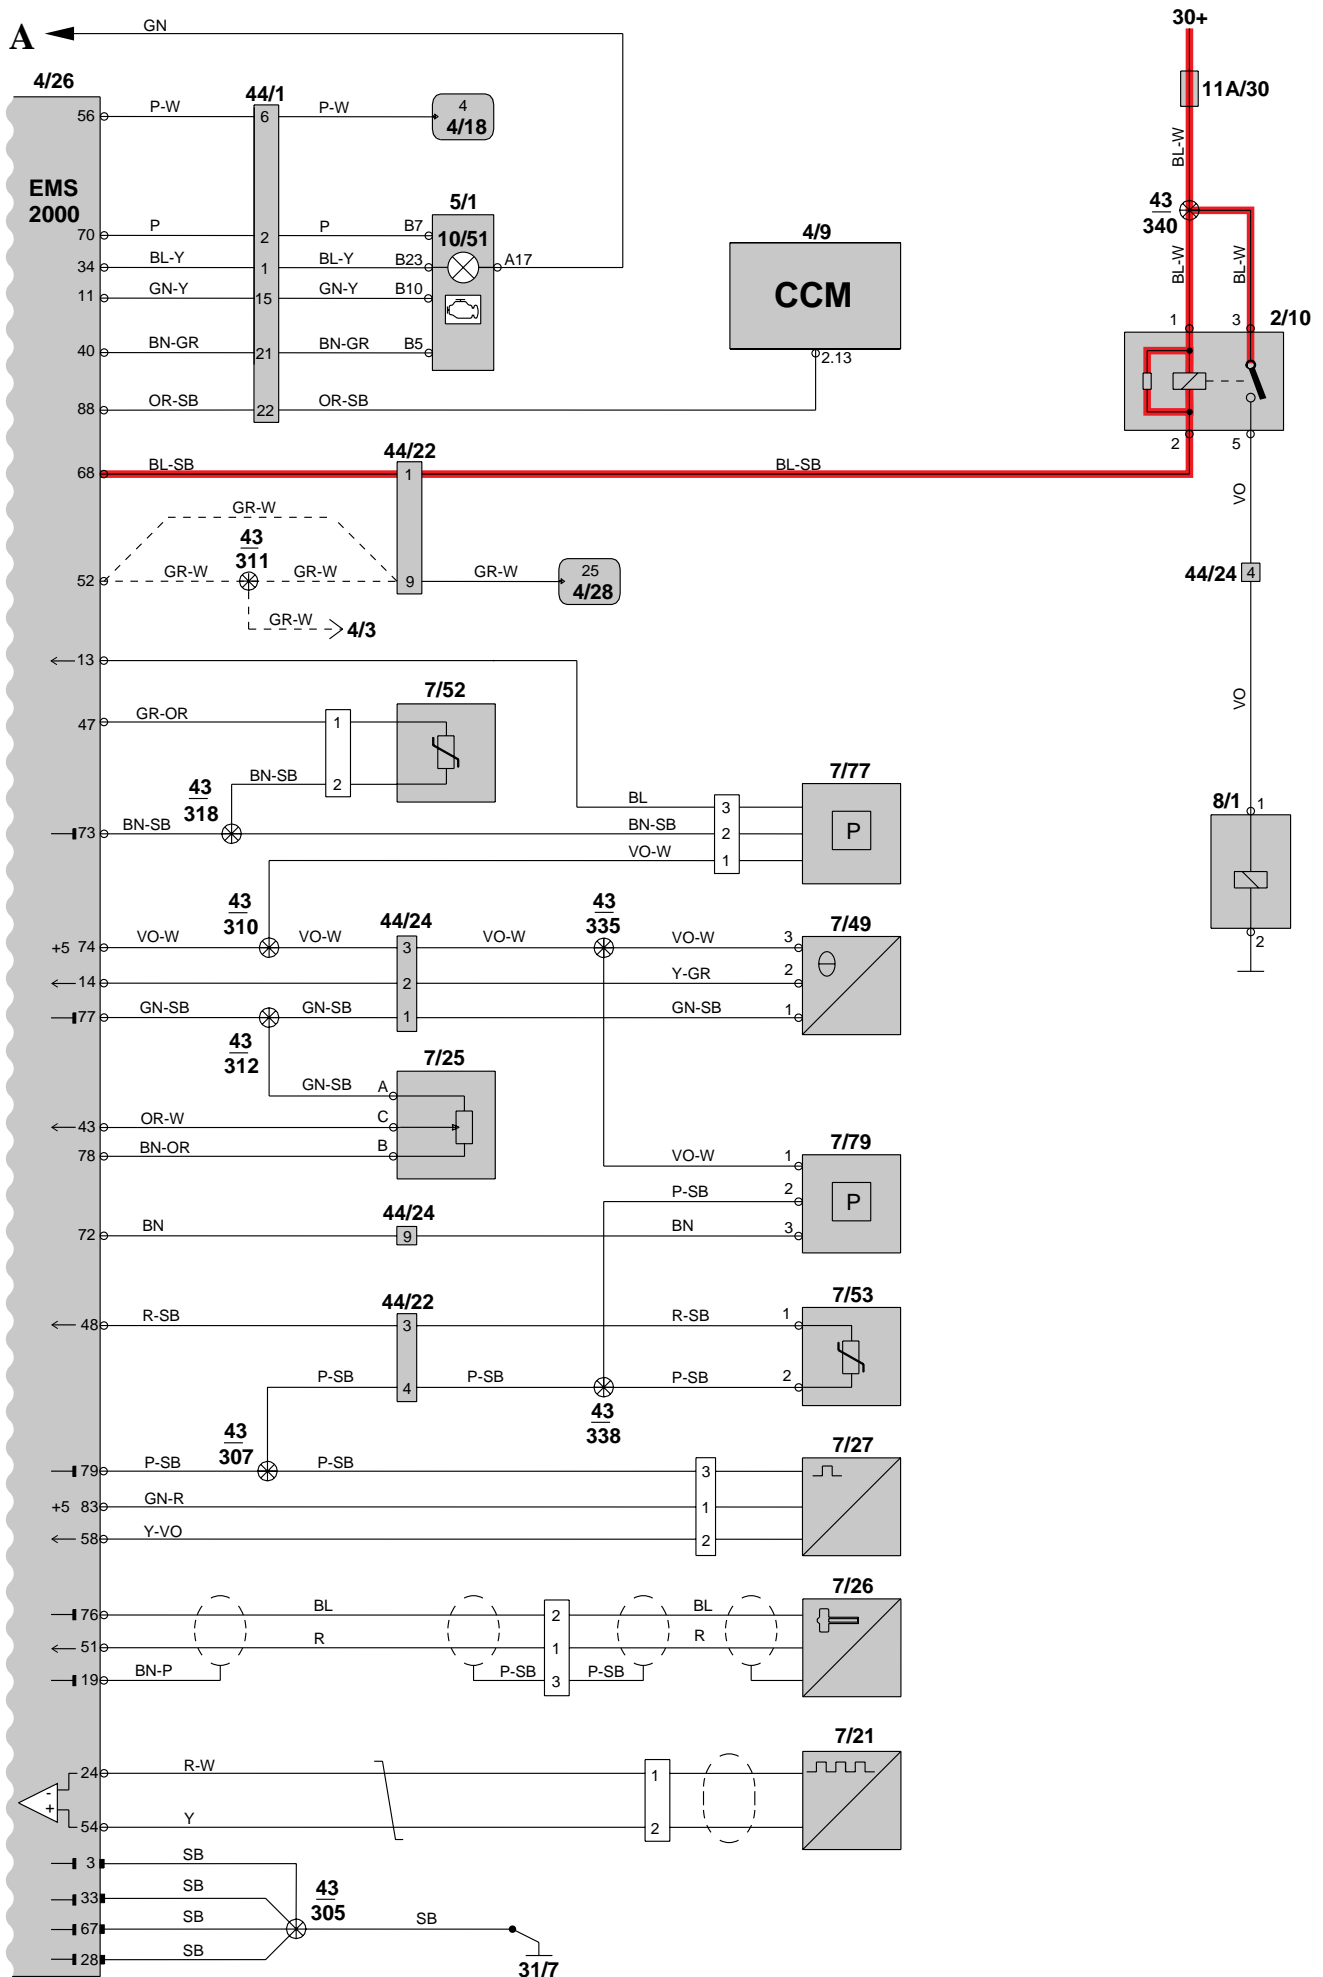 A GN 30+
4/26 44/1 11A/30
56 P-W 6 P-W 4
4/18
BL-W
EMS
2000
5/1 43
340
70 P 2 P B7 10/51 4/9
34 BL-Y 1 BL-Y B23 A17 BL-W BL-W
11 GN-Y 15 GN-Y B10 CCM
1 3 2/10
40 BN-GR 21 BN-GR B5 2.13
88 OR-SB 22 OR-SB
44/22 2 5
68 BL-SB 1 BL-SB
VO
GR-W
43
311
52 GR-W GR-W 9 GR-W 25
4/28
44/24 4
GR-W 4/3
13
7/52 VO
47 GR-OR 1
BN-SB 2 7/77
43
318
BL 3 8/1 1
73 BN-SB BN-SB 2 P
VO-W 1
43
310
44/24 43
335
7/49
+5 74 VO-W VO-W 3 VO-W VO-W 3 2
14 2 Y-GR 2
77 GN-SB GN-SB 1 GN-SB 1
43
312
7/25
GN-SB A
43 OR-W C
78 BN-OR B 7/79
VO-W 1
P-SB 2 P
44/24
72 BN 9 BN 3
44/22 7/53
48 R-SB 3 R-SB 1
P-SB 4 P-SB P-SB 2
43
307
43
338
7/27
79 P-SB P-SB 3
+5 83 GN-R 1
58 Y-VO 2
7/26
76 BL 2 BL
51 R 1 R
19 BN-P P-SB 3 P-SB
7/21
24 R-W 1
-
+
54 Y 2
3 SB
33 SB 43
305
67 SB SB
28 SB 31/7